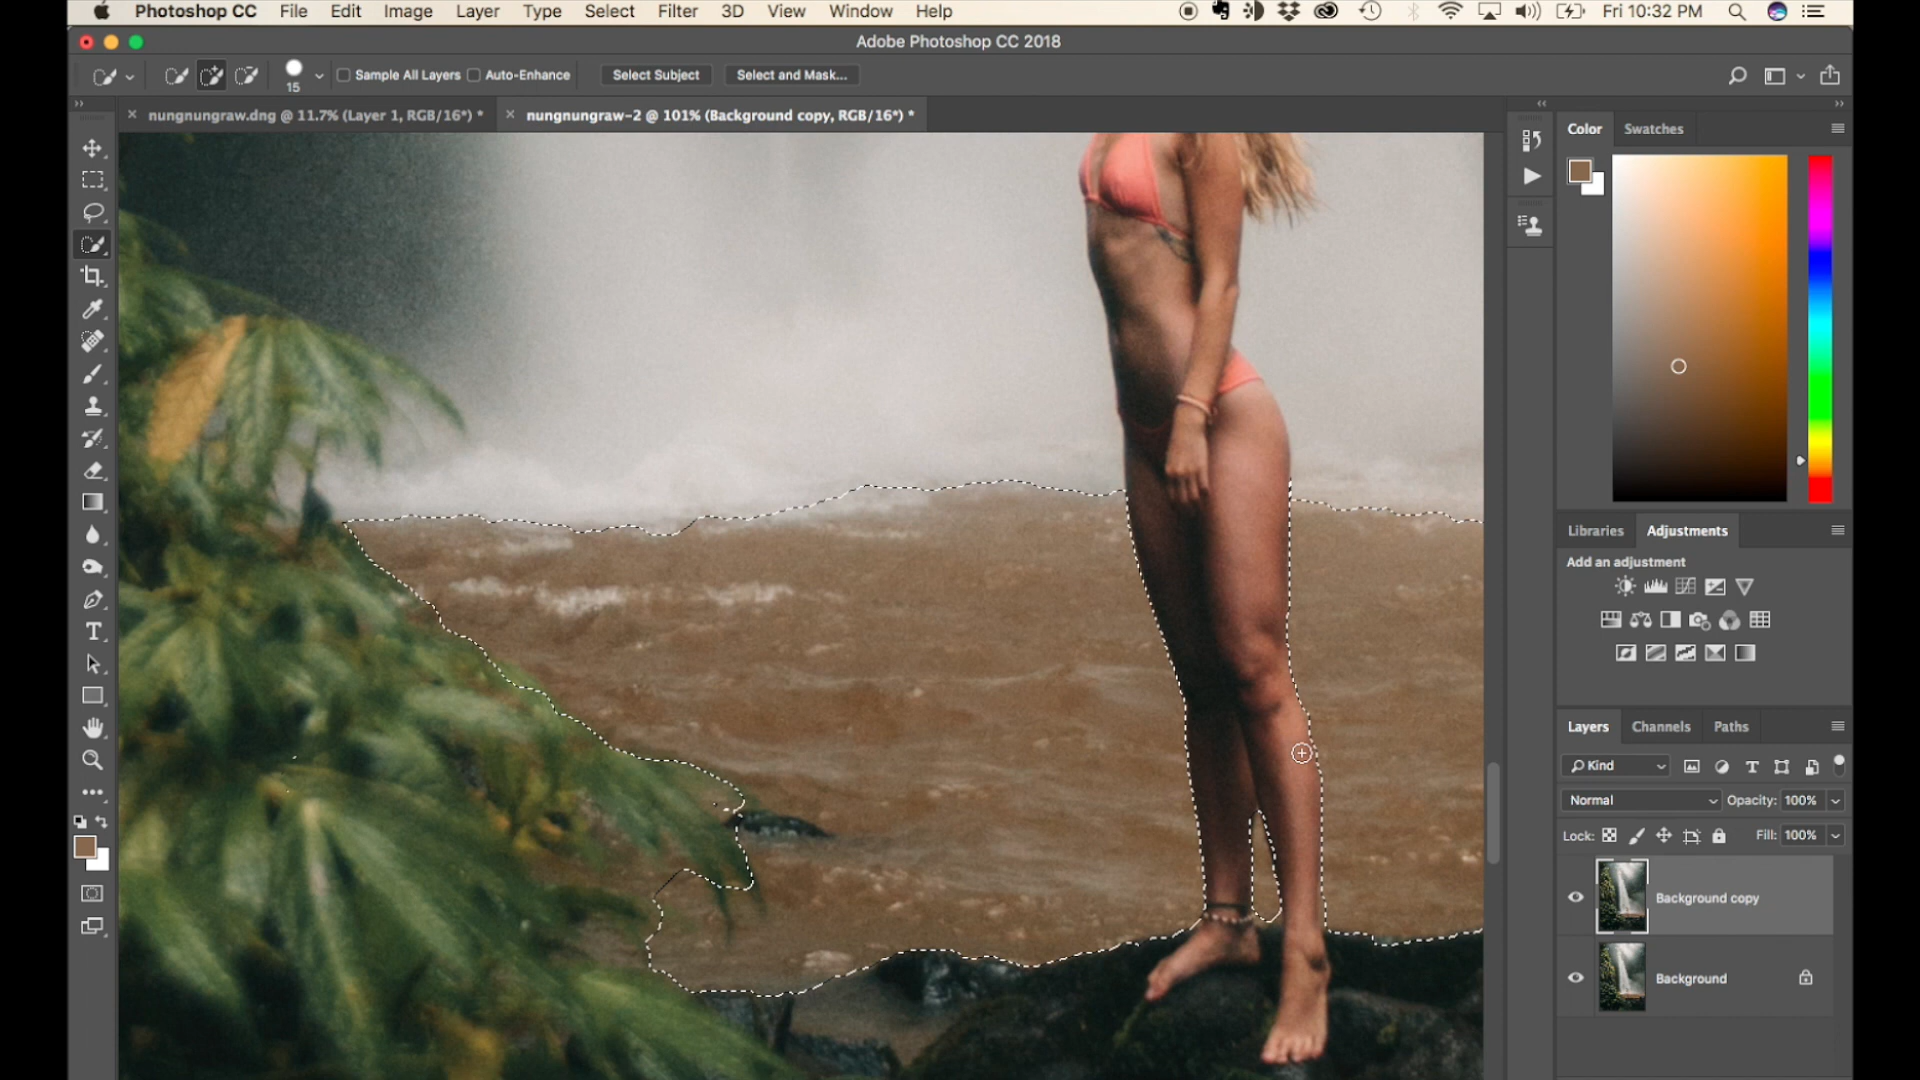 Photoshop CC File Edit Image Layer Type Select Filter 3D View Window Help Fri 10:32 PM
Adobe Photoshop CC 2018
15 Sample All Layers Auto-Enhance Select Subject Select and Mask...
nungnungraw.dng @ 11.7% (Layer 1, RGB/16*) * nungnungraw-2 @ 101% (Background copy, RGB/16*) *
Color Swatches
Libraries Adjustments
Add an adjustment
Layers Channels Paths
Kind
Normal Opacity: 100%
Lock: Fill: 100%
Background copy
Background